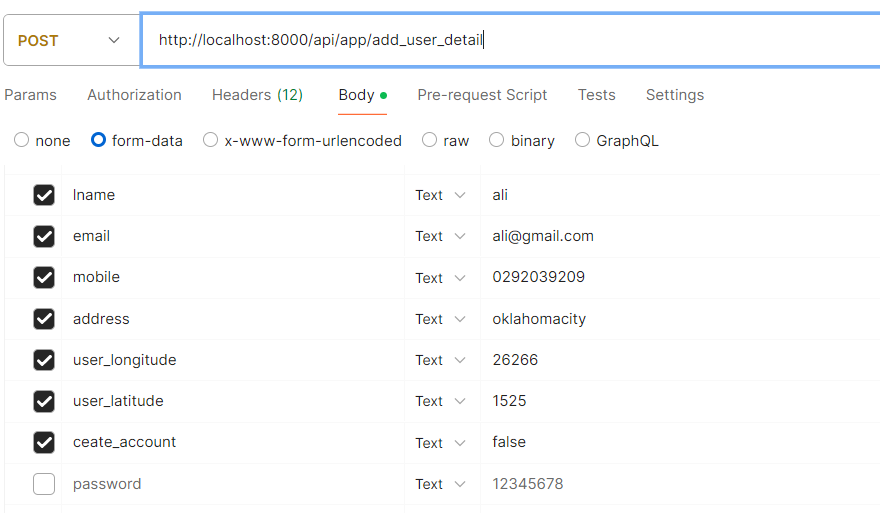 POST http://localhost:8000/api/app/add_user_detail
Params Authorization Headers (12) Body Pre-request Script Tests Settings
none form-data x-www-form-urlencoded raw binary GraphQL
lname Text ali
email Text ali@gmail.com
mobile Text 0292039209
address Text oklahomacity
user_longitude Text 26266
user_latitude Text 1525
ceate_account Text false
password Text 12345678